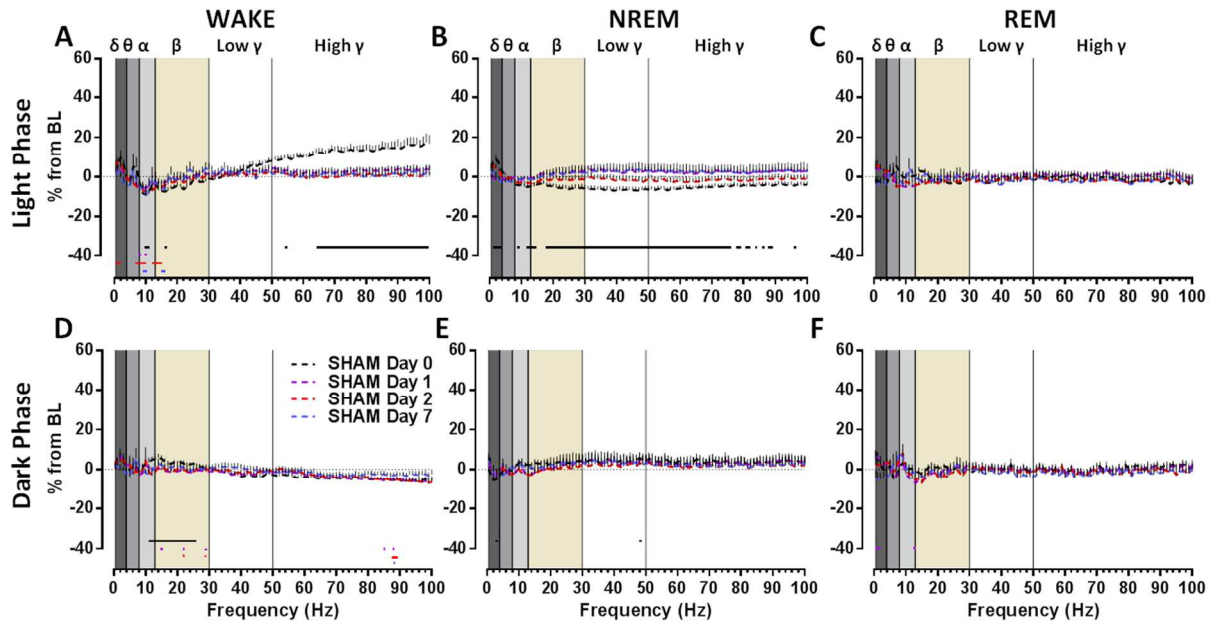 WAKE NREM REM
A B C
δ θ α β Low γ High γ δ θ α β Low γ High γ δ θ α β Low γ High γ
Light Phase
% from BL
60
40
20
0
-20
-40
0 10 20 30 40 50 60 70 80 90 100
60
40
20
0
-20
-40
0 10 20 30 40 50 60 70 80 90 100
60
40
20
0
-20
-40
0 10 20 30 40 50 60 70 80 90 100
D E F
Dark Phase
% from BL
60
40
20
0
-20
-40
SHAM Day 0
SHAM Day 1
SHAM Day 2
SHAM Day 7
0 10 20 30 40 50 60 70 80 90 100
Frequency (Hz)
60
40
20
0
-20
-40
0 10 20 30 40 50 60 70 80 90 100
Frequency (Hz)
60
40
20
0
-20
-40
0 10 20 30 40 50 60 70 80 90 100
Frequency (Hz)